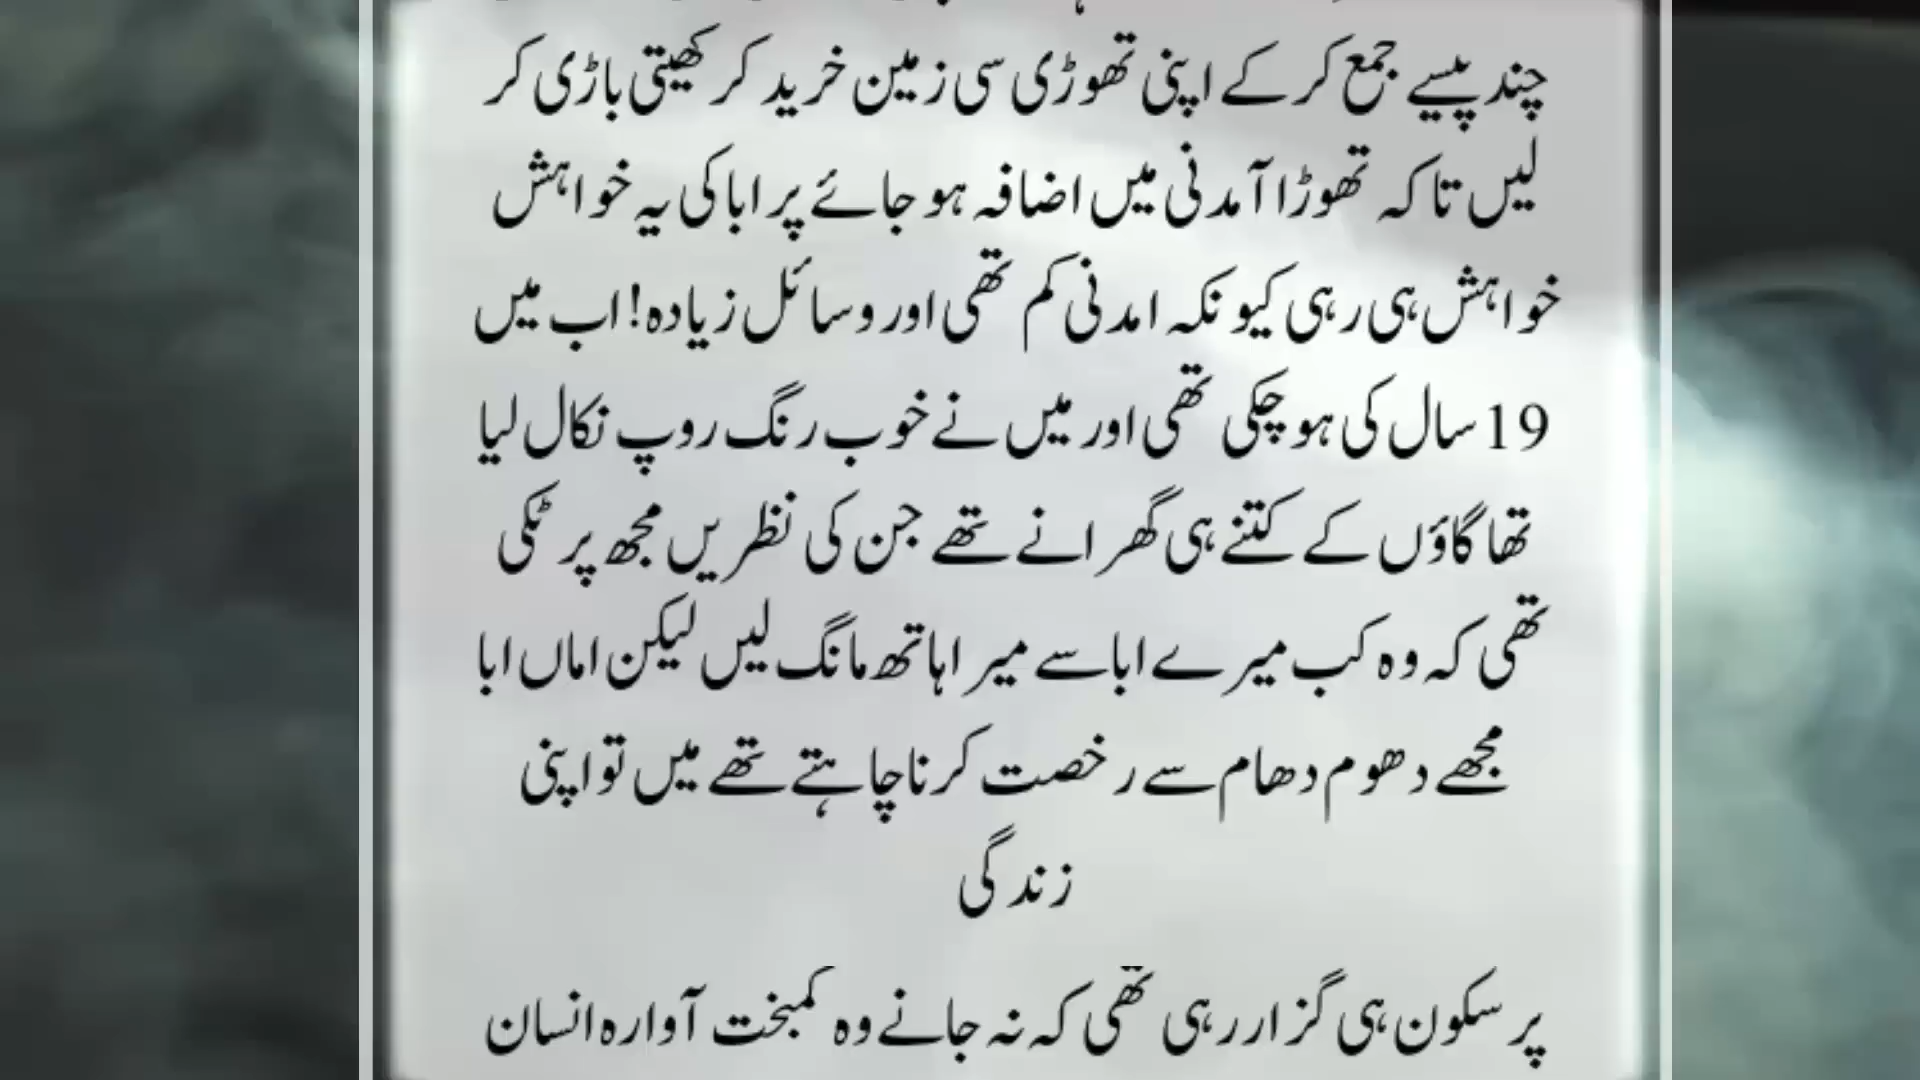 چند پیسے جمع کر کے اپنی تھوڑی سی زمین خرید کر کھیتی باڑی کر
لیں تاکہ تھوڑا آمدنی میں اضافہ ہو جائے پر ابا کی یہ خواہش
خواہش ہی رہی کیونکہ امدنی کم تھی اور وسائل زیادہ! اب میں
19 سال کی ہو چکی تھی اور میں نے خوب رنگ روپ نکال لیا
تھا گاؤں کے کتنے ہی گھرانے تھے جن کی نظریں مجھ پر ٹکی
تھی کہ وہ کب میرے ابا سے میرا ہاتھ مانگ لیں لیکن اماں ابا
مجھے دھوم دھام سے رخصت کرنا چاہتے تھے میں تو اپنی
زندگی
پر سکون ہی گزار رہی تھی کہ نہ جانے وہ کمبخت آوارہ انسان